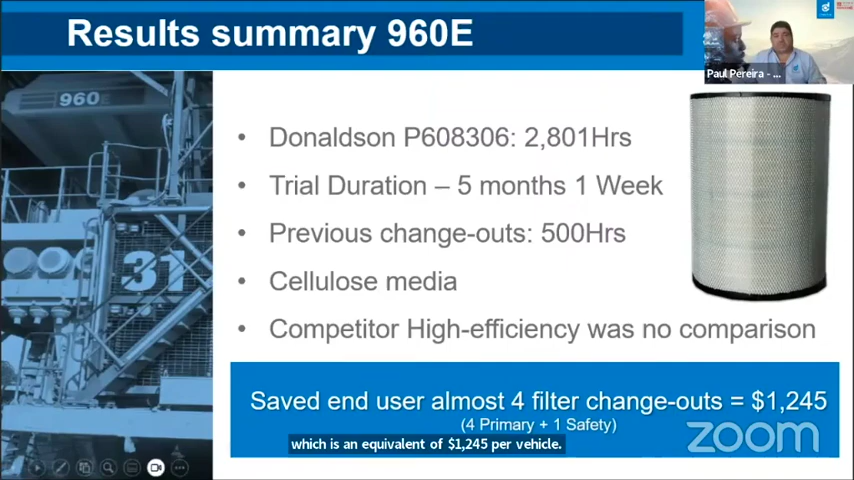 Results summary 960E
Paul Pereira - ...
960E
31
• Donaldson P608306: 2,801Hrs
• Trial Duration – 5 months 1 Week
• Previous change-outs: 500Hrs
• Cellulose media
• Competitor High-efficiency was no comparison
Saved end user almost 4 filter change-outs = $1,245
(4 Primary + 1 Safety)
which is an equivalent of $1,245 per vehicle.
zoom